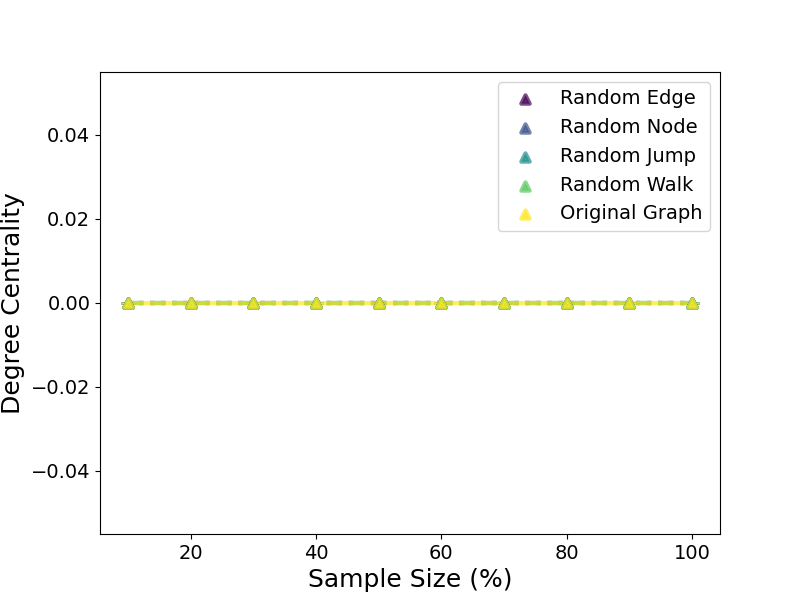 Random Edge
Random Node
Random Jump
Random Walk
Original Graph
0.04
0.02
0.00
−0.02
−0.04
Degree Centrality
20 40 60 80 100
Sample Size (%)